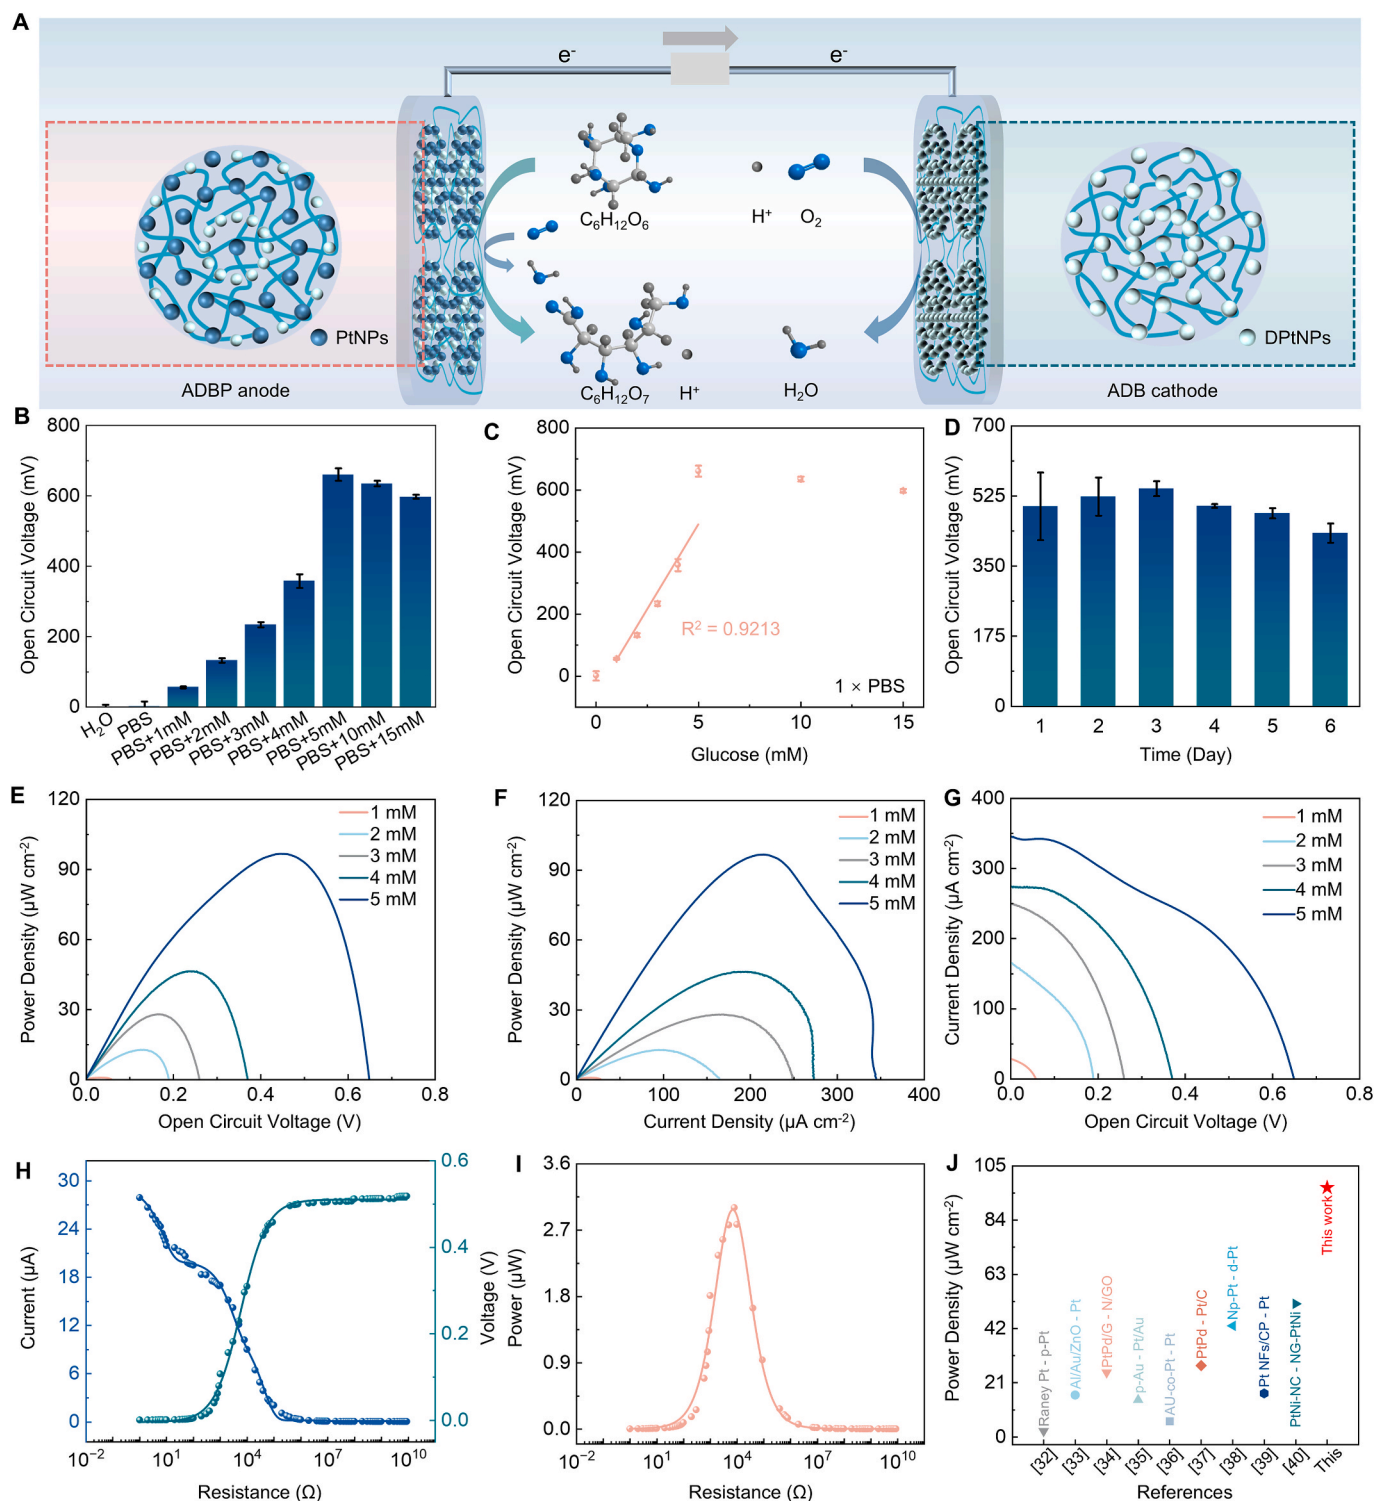 A
e-
e-
C6H12O6
H+
O2
PtNPs
DPtNPs
C6H12O7
H+
H2O
ADBP anode
ADB cathode
B
Open Circuit Voltage (mV)
800
600
400
200
0
H2O
PBS
PBS+1mM
PBS+2mM
PBS+3mM
PBS+4mM
PBS+5mM
PBS+10mM
PBS+15mM
C
Open Circuit Voltage (mV)
800
600
400
200
0
R2 = 0.9213
1 × PBS
0 5 10 15
Glucose (mM)
D
Open Circuit Voltage (mV)
700
525
350
175
0
1 2 3 4 5 6
Time (Day)
E
Power Density (µW cm-2)
120
90
60
30
0
1 mM
2 mM
3 mM
4 mM
5 mM
0.0 0.2 0.4 0.6 0.8
Open Circuit Voltage (V)
F
Power Density (µW cm-2)
120
90
60
30
0
1 mM
2 mM
3 mM
4 mM
5 mM
0 100 200 300 400
Current Density (µA cm-2)
G
Current Density (µA cm-2)
400
300
200
100
0
1 mM
2 mM
3 mM
4 mM
5 mM
0.0 0.2 0.4 0.6 0.8
Open Circuit Voltage (V)
H
Current (µA)
30
24
18
12
6
0
0.6
0.4
0.2
0.0
Voltage (V)
10-2 101 104 107 1010
Resistance (Ω)
I
Power (µW)
3.6
2.7
1.8
0.9
0.0
10-2 101 104 107 1010
Resistance (Ω)
J
Power Density (µW cm-2)
105
84
63
42
21
0
Raney Pt - p-Pt
Al/Au/ZnO - Pt
PtPd/G - N/GO
p-Au - Pt/Au
AU-co-Pt - Pt
PtPd - Pt/C
Np-Pt - d-Pt
Pt NFs/CP - Pt
PtNi-NC - NG-PtNi
This work
[32] [33] [34] [35] [36] [37] [38] [39] [40] This
References